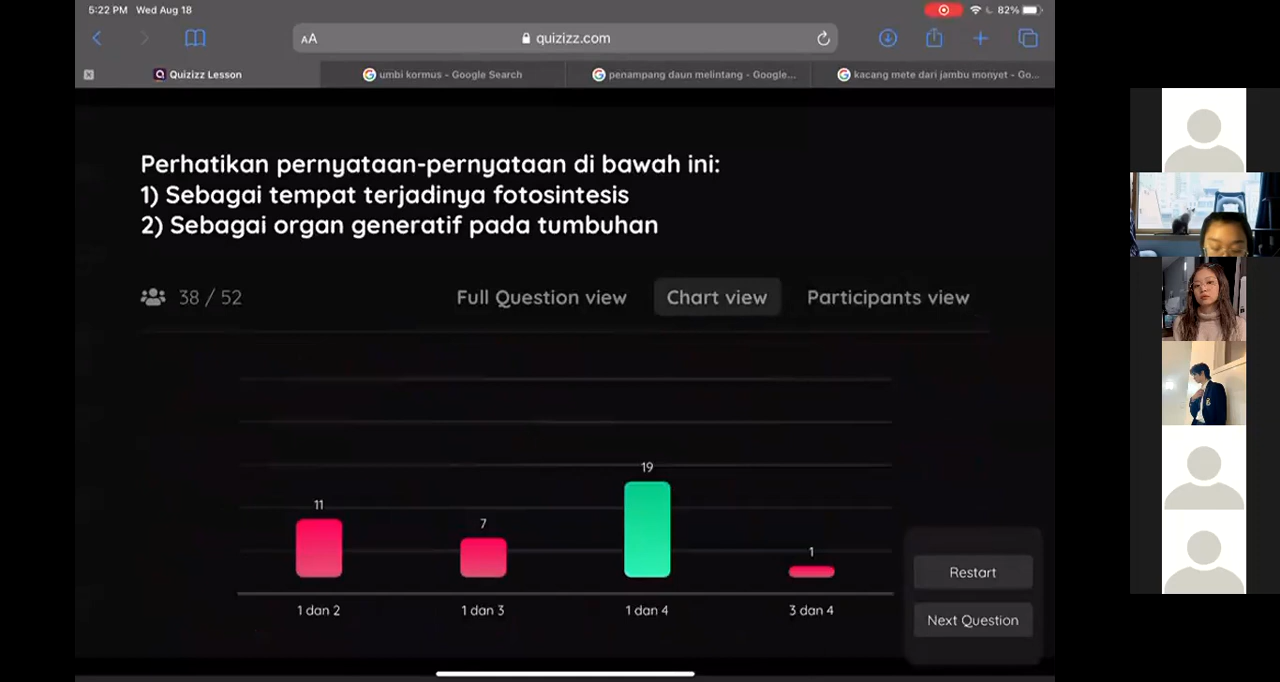 5:22 PM Wed Aug 18
82%
AA
quizizz.com
Quizizz Lesson
umbi kormus - Google Search
penampang daun melintang - Google...
kacang mete dari jambu monyet - Go...
Perhatikan pernyataan-pernyataan di bawah ini:
1) Sebagai tempat terjadinya fotosintesis
2) Sebagai organ generatif pada tumbuhan
38 / 52
Full Question view
Chart view
Participants view
11
7
19
1
1 dan 2
1 dan 3
1 dan 4
3 dan 4
Restart
Next Question